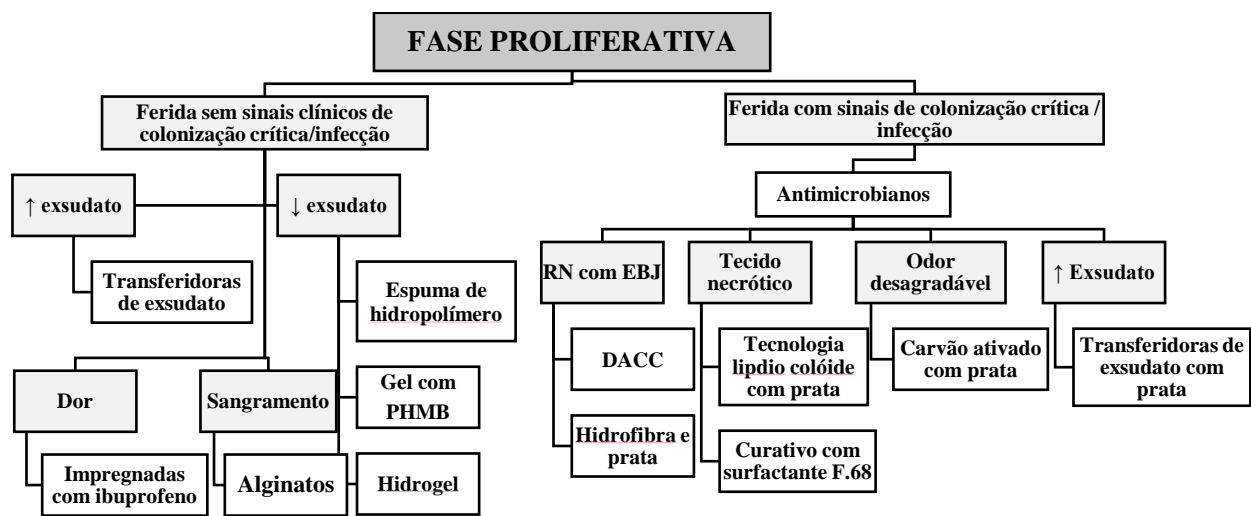 FASE PROLIFERATIVA
Ferida sem sinais clínicos de
colonização crítica/infecção
↑ exsudato
↓ exsudato
Transferidoras
de exsudato
Espuma de
hidropolímero
Gel com
PHMB
Hidrogel
Dor
Sangramento
Impregnadas
com ibuprofeno
Alginatos
Ferida com sinais de colonização crítica /
infecção
Antimicrobianos
RN com EBJ
Tecido
necrótico
Odor
desagradável
↑ Exsudato
DACC
Hidrofibra e
prata
Tecnologia
lipdio colóide
com prata
Curativo com
surfactante F.68
Carvão ativado
com prata
Transferidoras de
exsudato com
prata